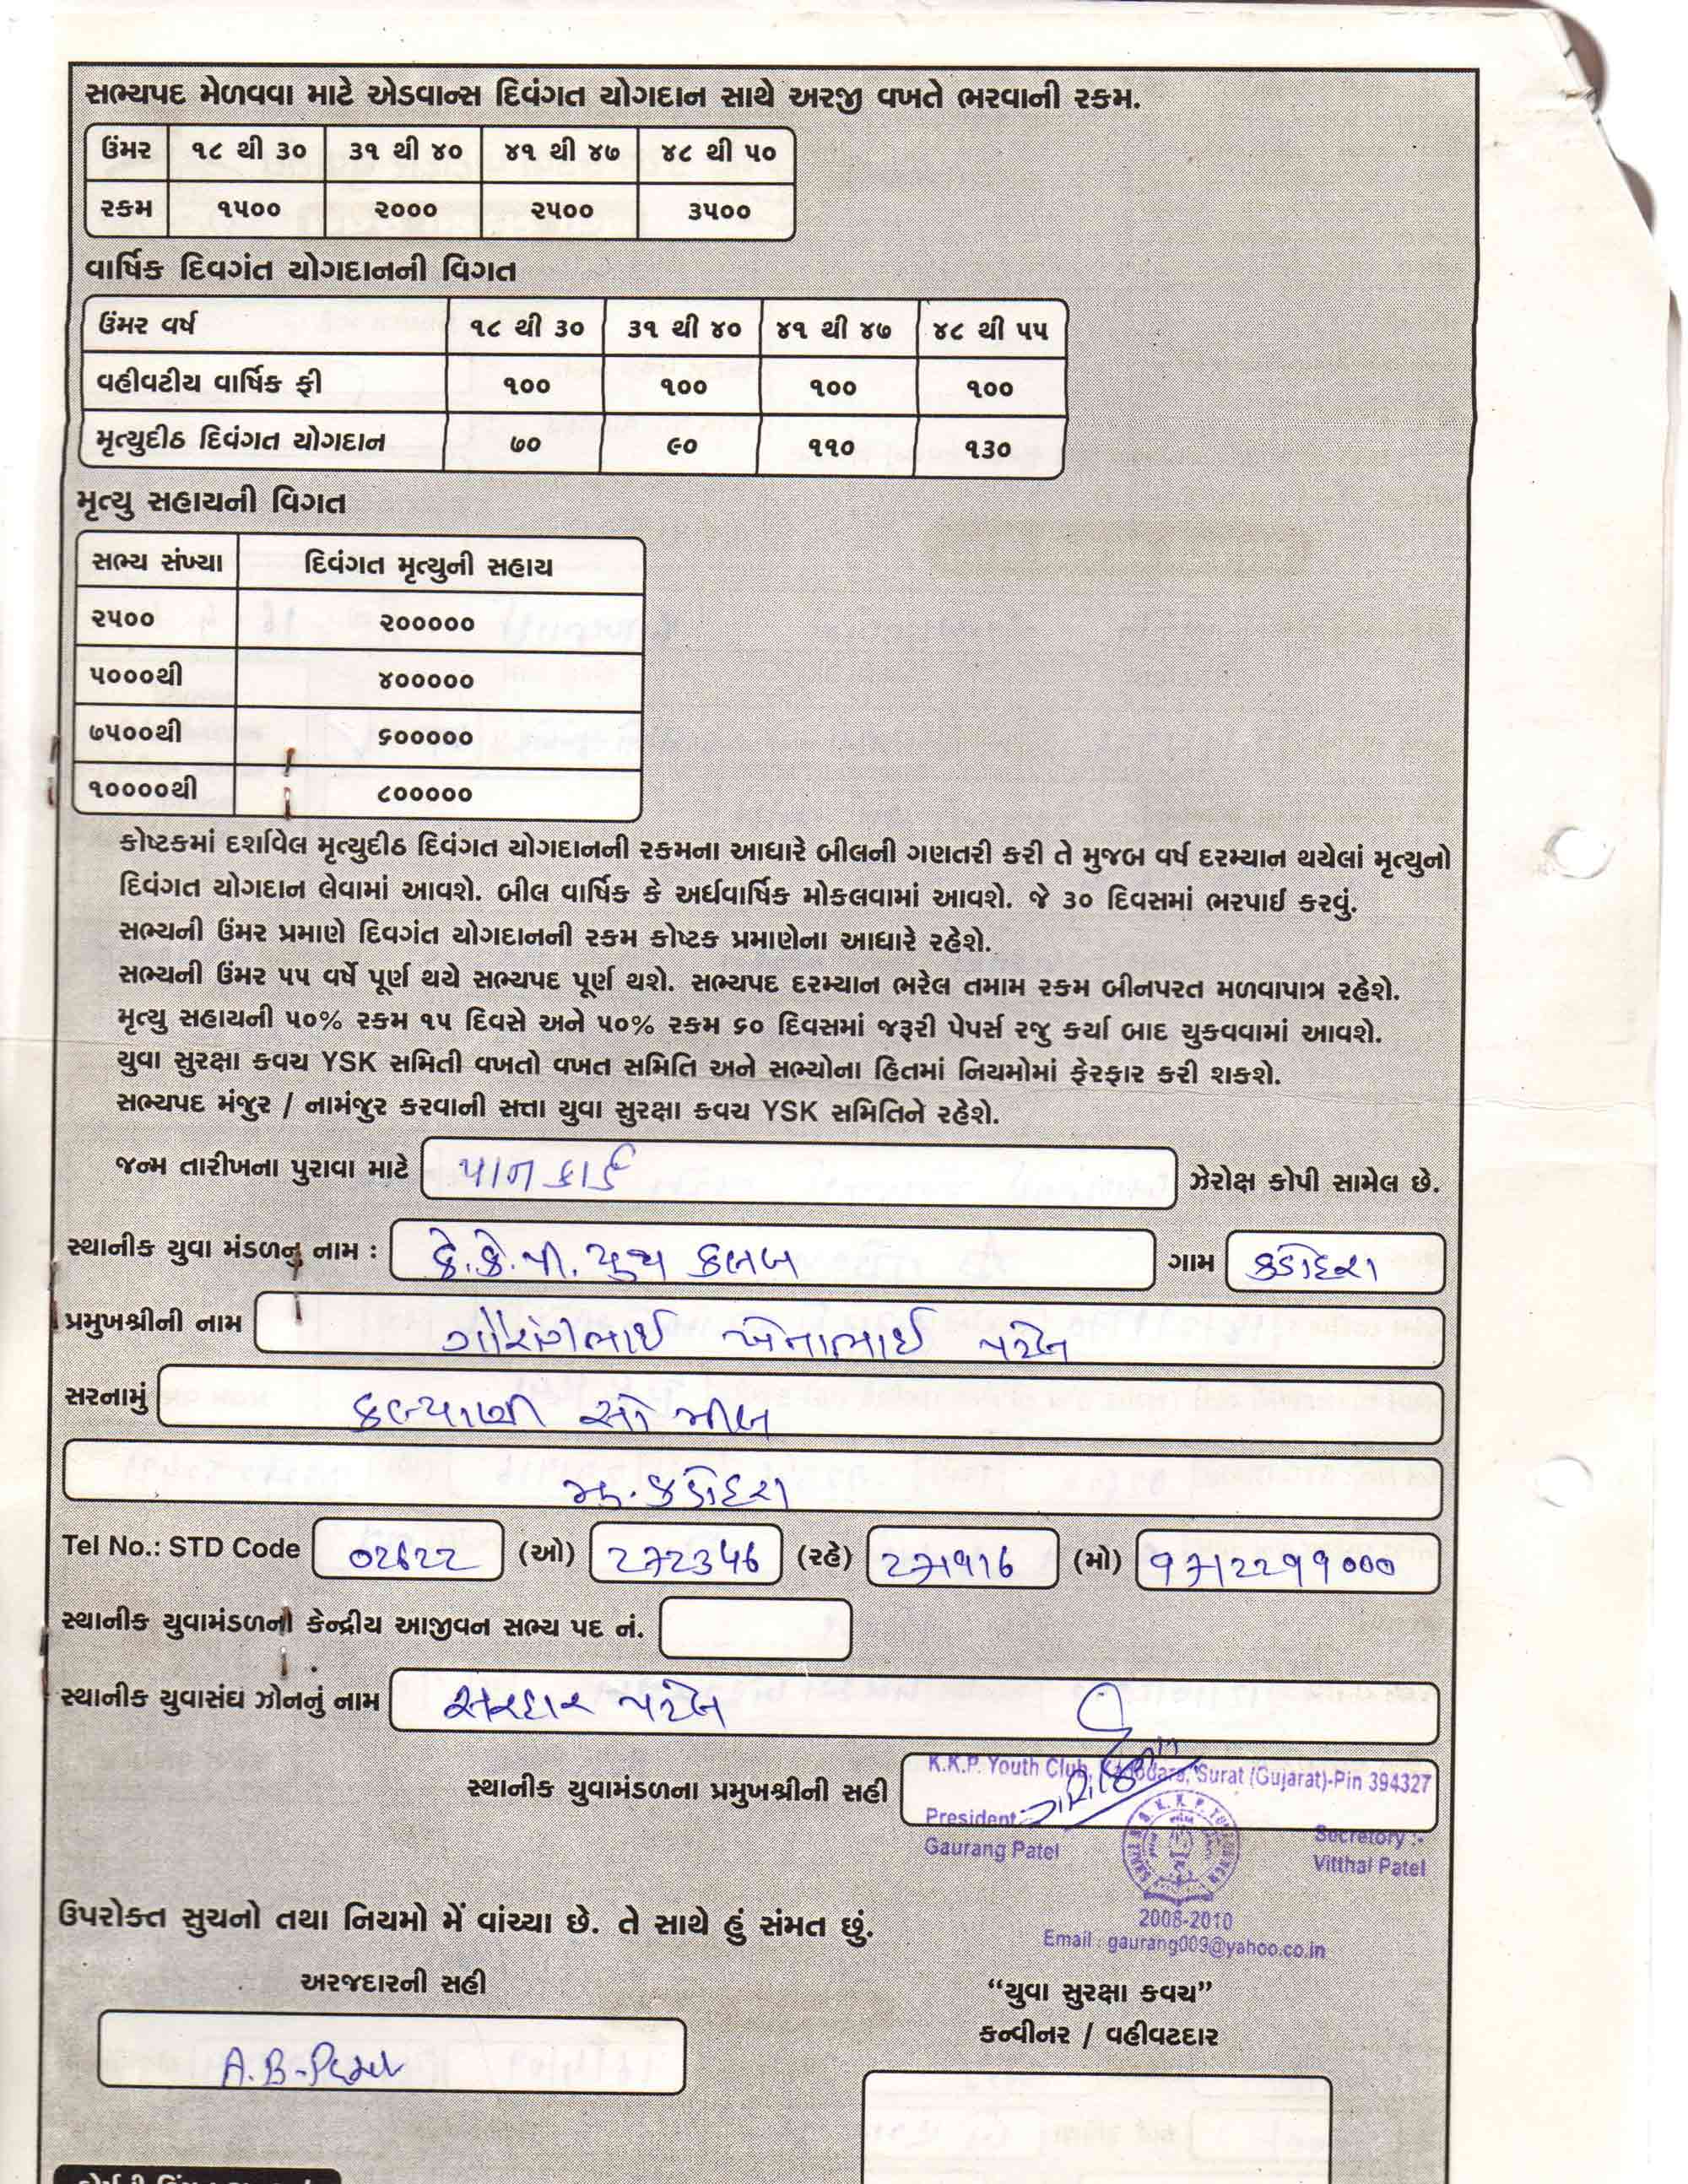 સભ્યપદ મેળવવા માટે એડવાન્સ દિવંગત યોગદાન સાથે અરજી વખતે ભરવાની રકમ.
ઉંમર ૧૮ થી ૩૦ ૩૧ થી ૪૦ ૪૧ થી ૪૭ ૪૮ થી ૫૦
રકમ ૧૫૦૦ ૨૦૦૦ ૨૫૦૦ ૩૫૦૦
વાર્ષિક દિવગંત યોગદાનની વિગત
ઉંમર વર્ષ ૧૮ થી ૩૦ ૩૧ થી ૪૦ ૪૧ થી ૪૭ ૪૮ થી ૫૫
વહીવટીય વાર્ષિક ફી ૧૦૦ ૧૦૦ ૧૦૦ ૧૦૦
મૃત્યુદીઠ દિવંગત યોગદાન ૭૦ ૯૦ ૧૧૦ ૧૩૦
મૃત્યુ સહાયની વિગત
સભ્ય સંખ્યા દિવંગત મૃત્યુની સહાય
૨૫૦૦ ૨૦૦૦૦૦
૫૦૦૦થી ૪૦૦૦૦૦
૭૫૦૦થી ૬૦૦૦૦૦
૧૦૦૦૦થી ૮૦૦૦૦૦
કોષ્ટકમાં દર્શાવેલ મૃત્યુદીઠ દિવંગત યોગદાનની રકમના આધારે બીલની ગણતરી કરી તે મુજબ વર્ષ દરમ્યાન થયેલાં મૃત્યુનો
દિવંગત યોગદાન લેવામાં આવશે. બીલ વાર્ષિક કે અર્ધવાર્ષિક મોકલવામાં આવશે. જે ૩૦ દિવસમાં ભરપાઈ કરવું.
સભ્યની ઉંમર પ્રમાણે દિવગંત યોગદાનની રકમ કોષ્ટક પ્રમાણેના આધારે રહેશે.
સભ્યની ઉંમર ૫૫ વર્ષે પૂર્ણ થયે સભ્યપદ પૂર્ણ થશે. સભ્યપદ દરમ્યાન ભરેલ તમામ રકમ બીનપરત મળવાપાત્ર રહેશે.
મૃત્યુ સહાયની ૫૦% રકમ ૧૫ દિવસે અને ૫૦% રકમ ૬૦ દિવસમાં જરૂરી પેપર્સ રજુ કર્યા બાદ ચુકવવામાં આવશે.
યુવા સુરક્ષા કવચ YSK સમિતી વખતો વખત સમિતિ અને સભ્યોના હિતમાં નિયમોમાં ફેરફાર કરી શકશે.
સભ્યપદ મંજુર / નામંજુર કરવાની સત્તા યુવા સુરક્ષા કવચ YSK સમિતિને રહેશે.
જન્મ તારીખના પુરાવા માટે પાનકાર્ડ ઝેરોક્ષ કોપી સામેલ છે.
સ્થાનીક યુવા મંડળનુ નામ : કે.કે.પી. યુથ કલબ ગામ કડોદરા
પ્રમુખશ્રીની નામ ગૌરાંગભાઈ ખેનાભાઈ પટેલ
સરનામું કલ્યાણી સો મીલ
મુ. કડોદરા
Tel No.: STD Code 02622 (ઓ) 272346 (રહે) 271916 (મો) 9712299000
સ્થાનીક યુવામંડળનો કેન્દ્રીય આજીવન સભ્ય પદ નં.
સ્થાનીક યુવાસંઘ ઝોનનું નામ સરદાર પટેલ
K.K.P. Youth Club, Kadodara, Surat (Gujarat)-Pin 394327
સ્થાનીક યુવામંડળના પ્રમુખશ્રીની સહી
President:-
Gaurang Patel
Secretory :-
Vitthal Patel
2008-2010
Email : gaurang009@yahoo.co.in
ઉપરોક્ત સુચનો તથા નિયમો મેં વાંચ્યા છે. તે સાથે હું સંમત છું.
અરજદારની સહી
"યુવા સુરક્ષા કવચ"
કન્વીનર / વહીવટદાર
A.B-Patel